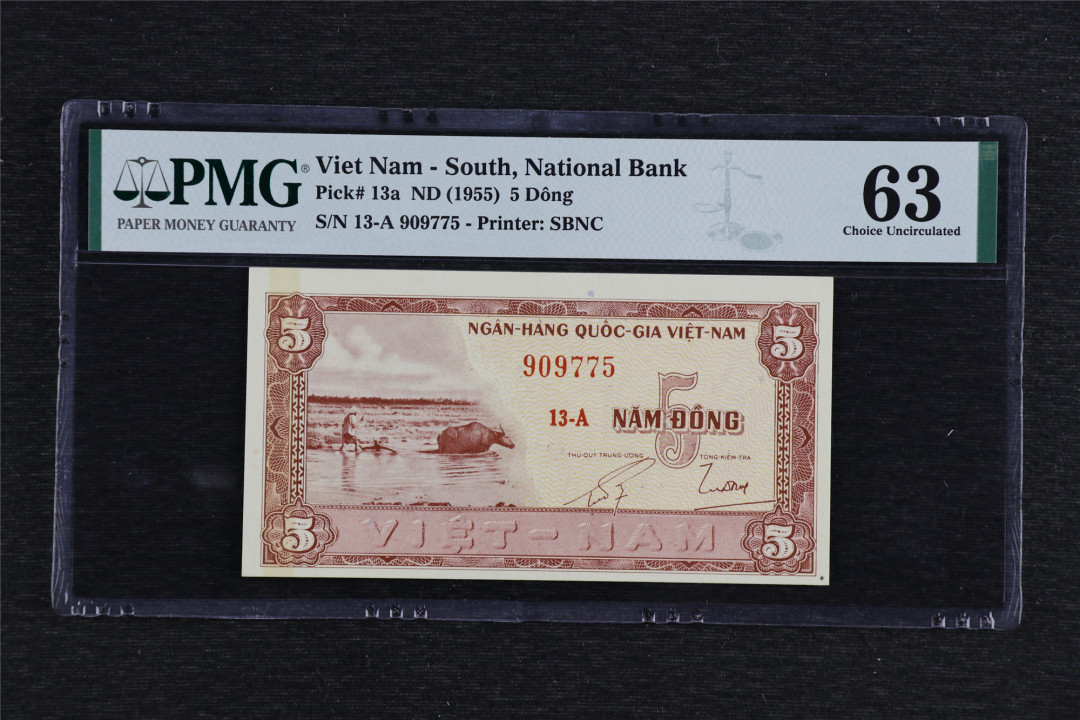 PMG®
PAPER MONEY GUARANTY
Viet Nam - South, National Bank
Pick# 13a ND (1955) 5 Dông
S/N 13-A 909775 - Printer: SBNC
63
Choice Uncirculated
5
5
NGÂN-HÀNG QUỐC-GIA VIỆT-NAM
909775
5
13-A
NĂM ĐỒNG
THỦ-QUỸ TRUNG-ƯƠNG
TỔNG-KIỂM-TRA
VIỆT-NAM
5
5